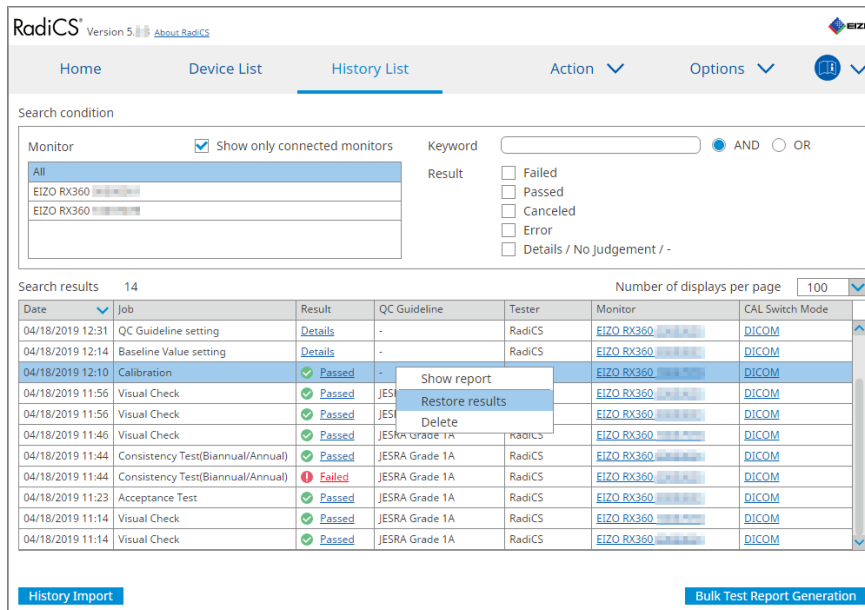 RadiCS® Version 5. About RadiCS EIZO
Home Device List History List Action Options
Search condition
Monitor Show only connected monitors Keyword AND OR
All Result Failed
EIZO RX360 Passed
EIZO RX360 Canceled
Error
Details / No Judgement / -
Search results 14 Number of displays per page 100
Date Job Result QC Guideline Tester Monitor CAL Switch Mode
04/18/2019 12:31 QC Guideline setting Details - RadiCS EIZO RX360 DICOM
04/18/2019 12:14 Baseline Value setting Details - RadiCS EIZO RX360 DICOM
04/18/2019 12:10 Calibration Passed - EIZO RX360 DICOM
Show report
04/18/2019 11:56 Visual Check Passed JES EIZO RX360 DICOM
Restore results
04/18/2019 11:56 Visual Check Passed JES EIZO RX360 DICOM
Delete
04/18/2019 11:46 Visual Check Passed JESRA Grade 1A RadiCS EIZO RX360 DICOM
04/18/2019 11:44 Consistency Test(Biannual/Annual) Passed JESRA Grade 1A RadiCS EIZO RX360 DICOM
04/18/2019 11:44 Consistency Test(Biannual/Annual) Failed JESRA Grade 1A RadiCS EIZO RX360 DICOM
04/18/2019 11:23 Acceptance Test Passed JESRA Grade 1A RadiCS EIZO RX360 DICOM
04/18/2019 11:14 Visual Check Passed JESRA Grade 1A RadiCS EIZO RX360 DICOM
04/18/2019 11:14 Visual Check Passed JESRA Grade 1A RadiCS EIZO RX360 DICOM
History Import Bulk Test Report Generation